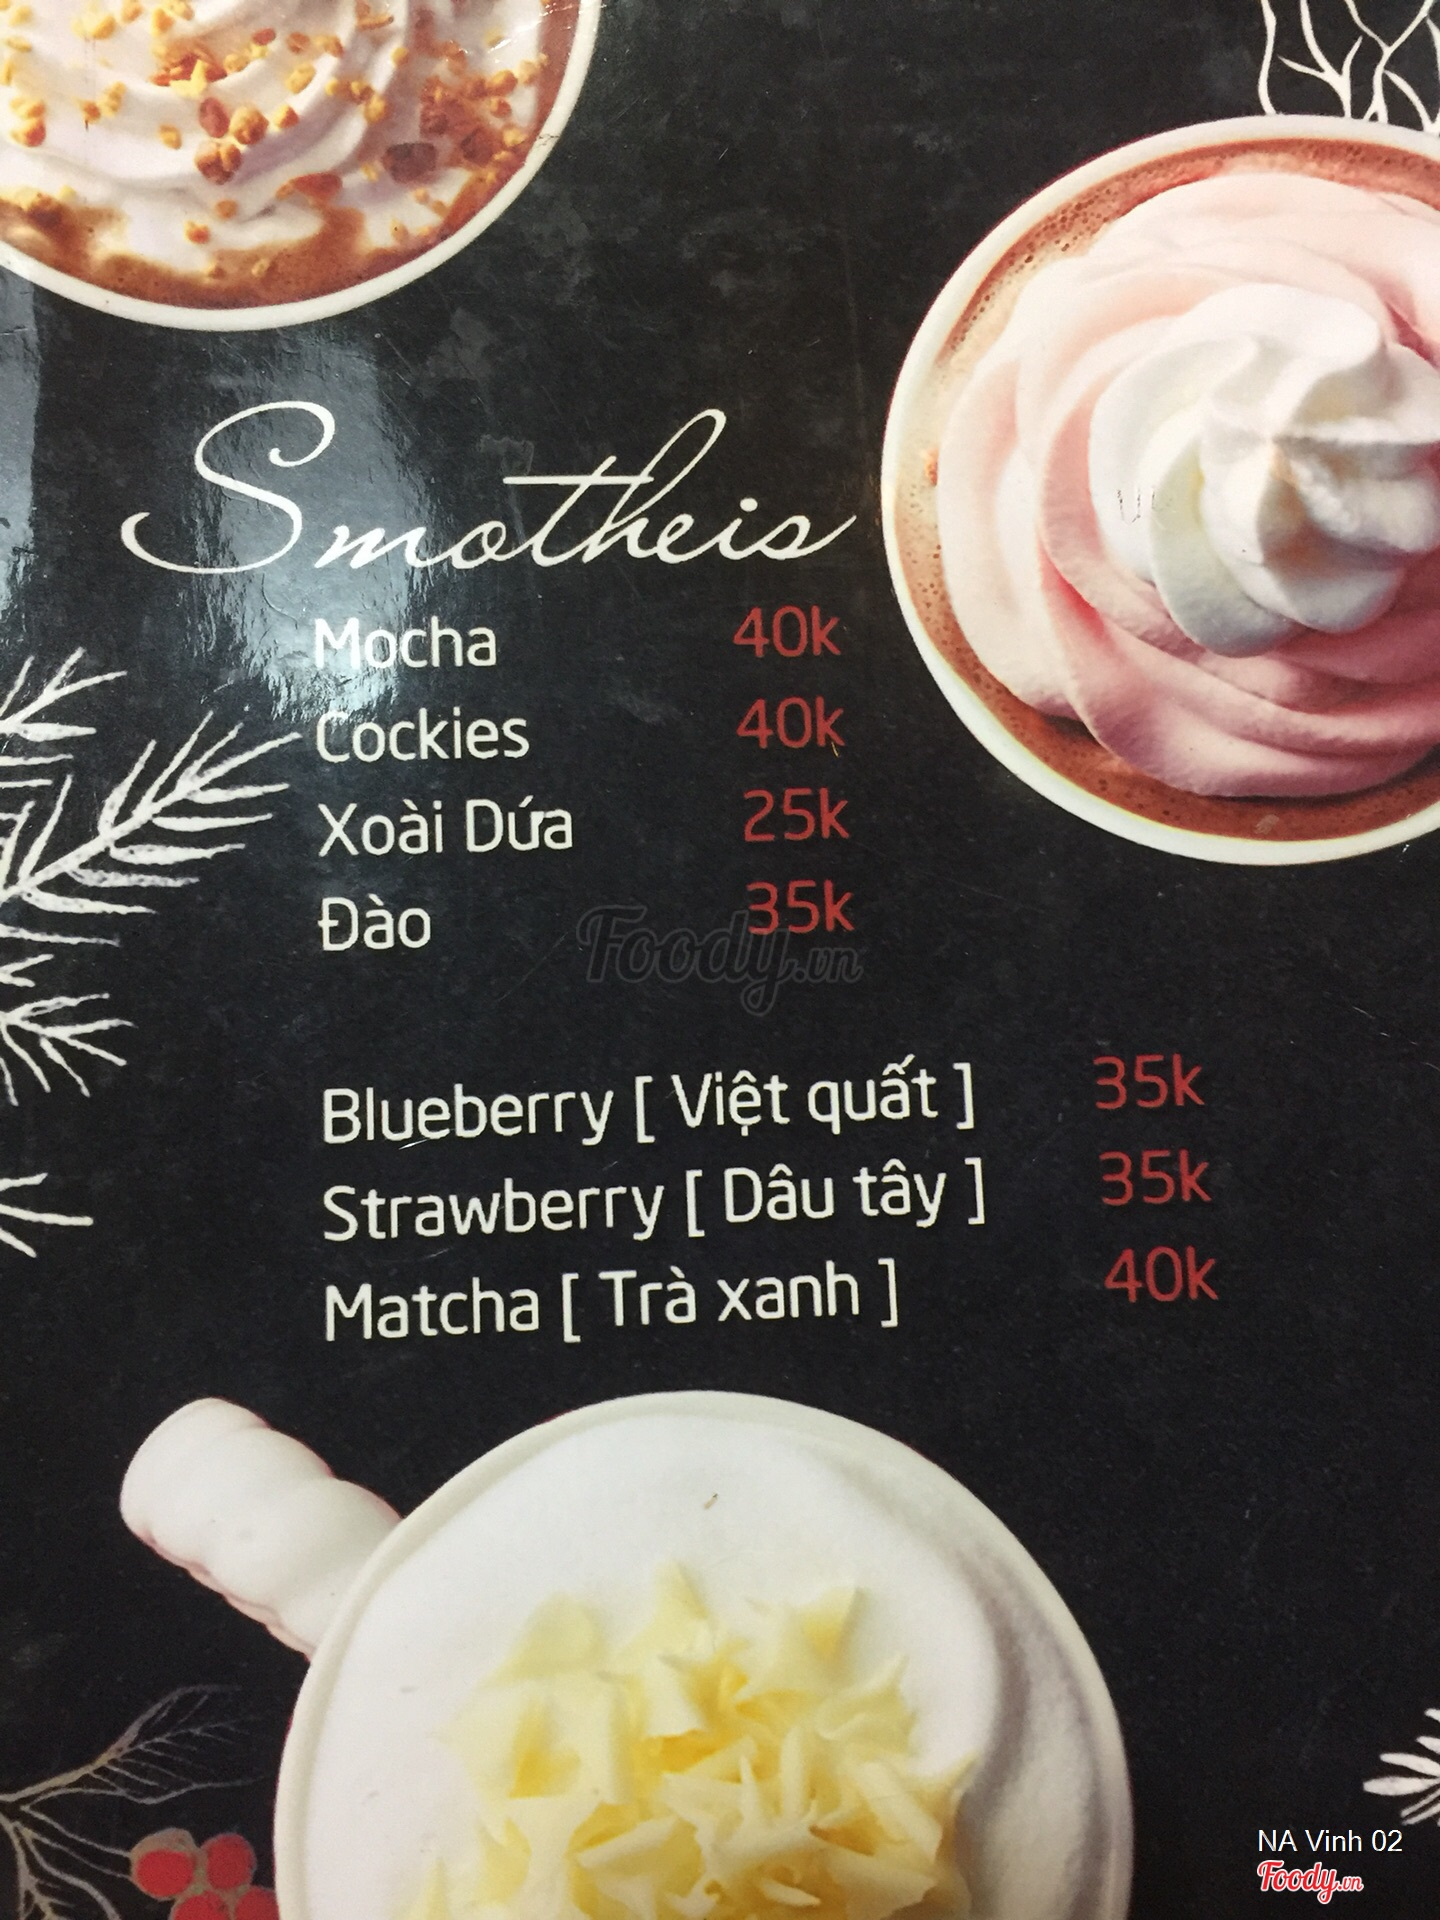 Smotheis
Mocha 40k
Cockies 40k
Xoài Dứa 25k
Đào 35k
Foody.vn
Blueberry [ Việt quất ] 35k
Strawberry [ Dâu tây ] 35k
Matcha [ Trà xanh ] 40k
NA Vinh 02
Foody.vn